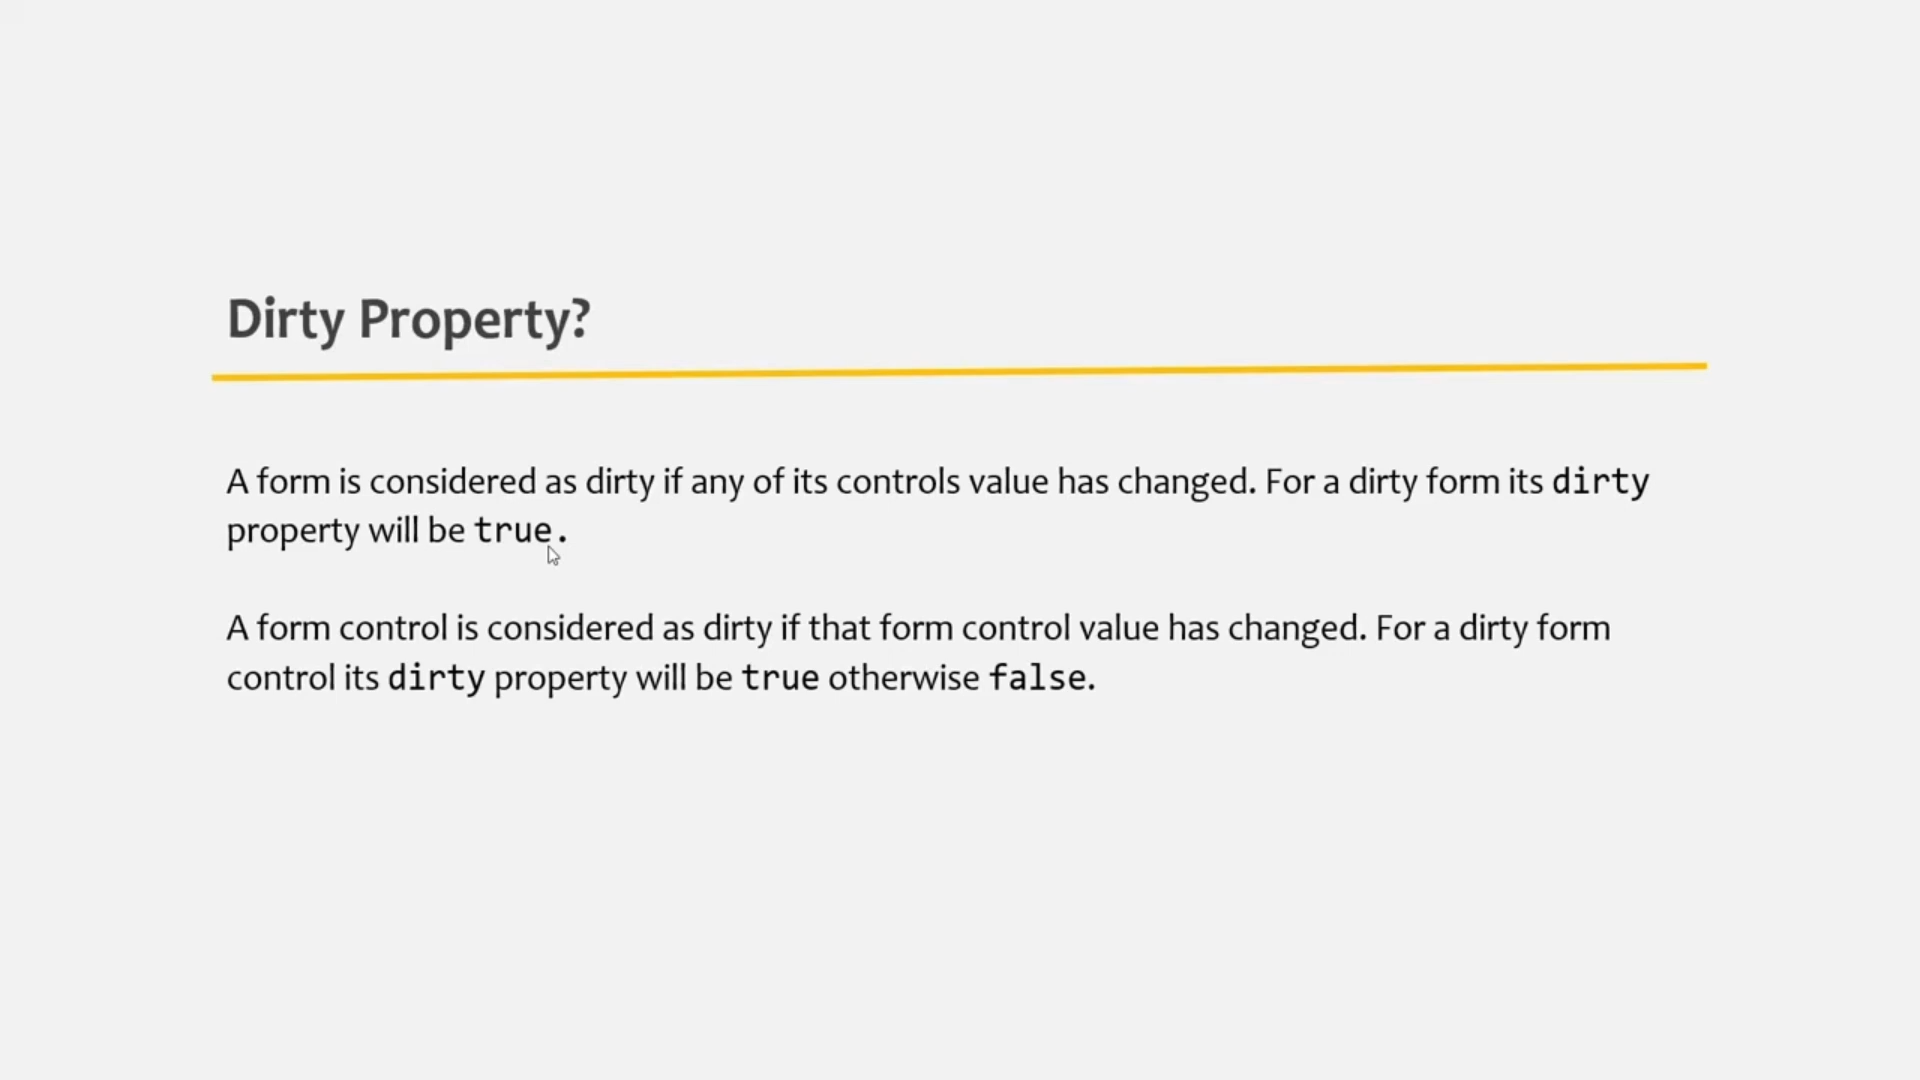 Dirty Property?
A form is considered as dirty if any of its controls value has changed. For a dirty form its dirty
property will be true.
A form control is considered as dirty if that form control value has changed. For a dirty form
control its dirty property will be true otherwise false.